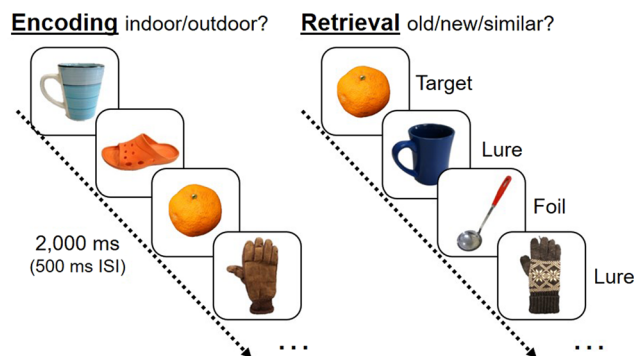 Encoding indoor/outdoor?
2,000 ms
(500 ms ISI)
...
Retrieval old/new/similar?
Target
Lure
Foil
Lure
...